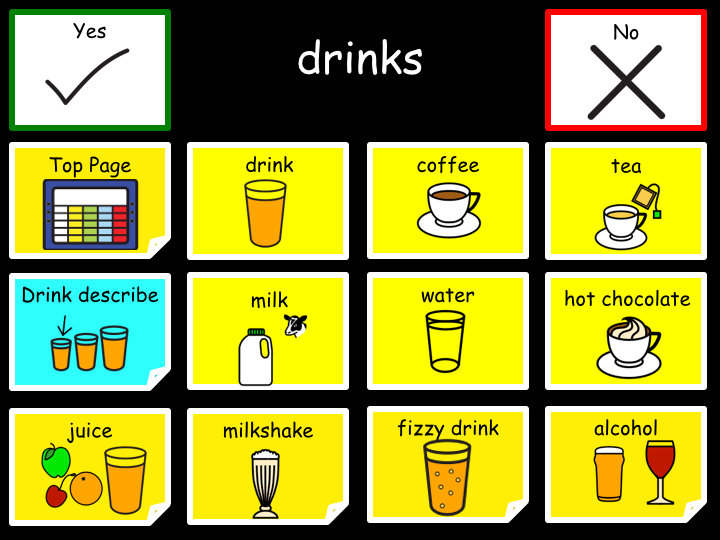 Yes
drinks
No
Top Page
drink
coffee
tea
Drink describe
milk
water
hot chocolate
juice
milkshake
fizzy drink
alcohol